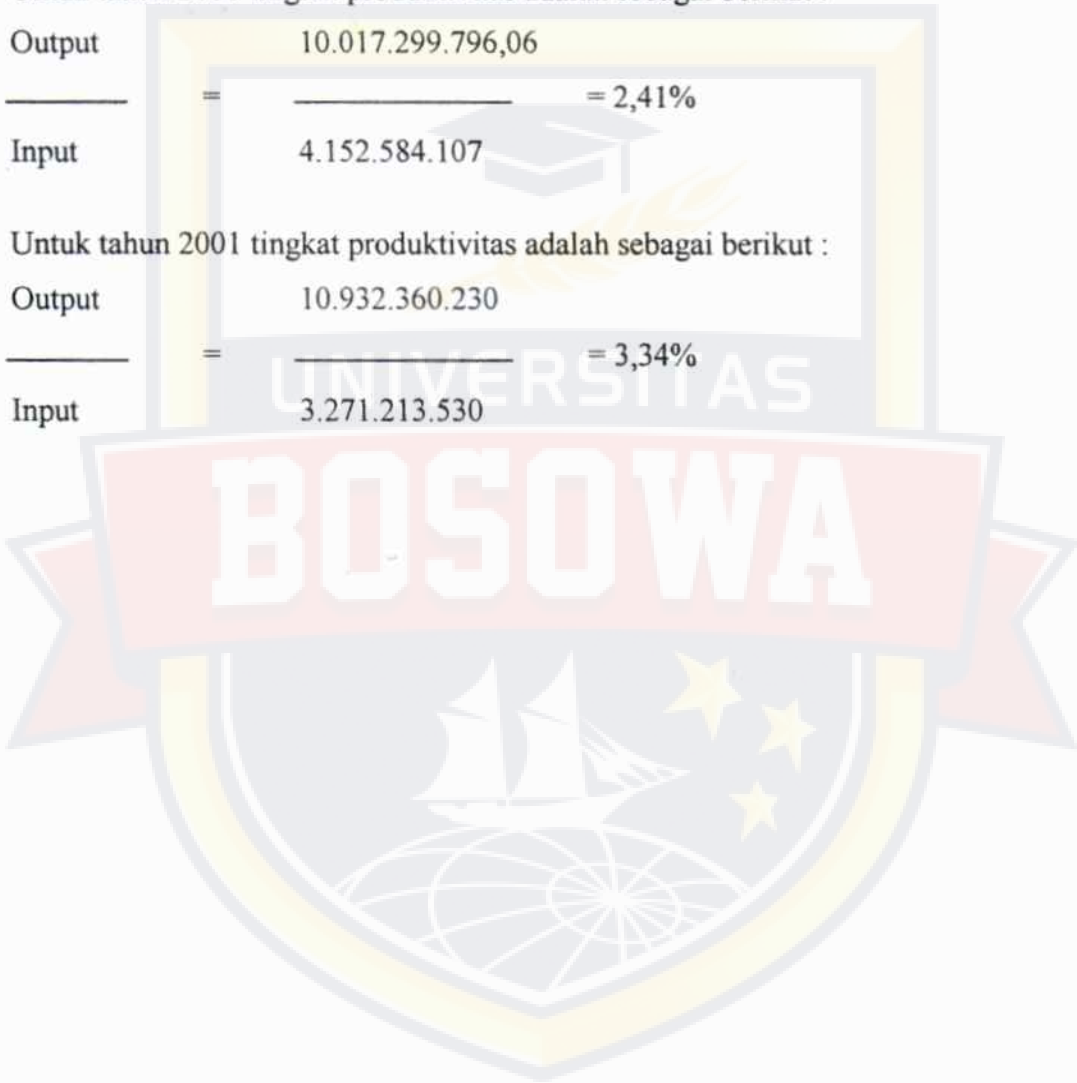 Output 10.017.299.796,06
= = 2,41%
Input 4.152.584.107
Untuk tahun 2001 tingkat produktivitas adalah sebagai berikut :
Output 10.932.360.230
= = 3,34%
Input 3.271.213.530
UNIVERSITAS
BOSOWA